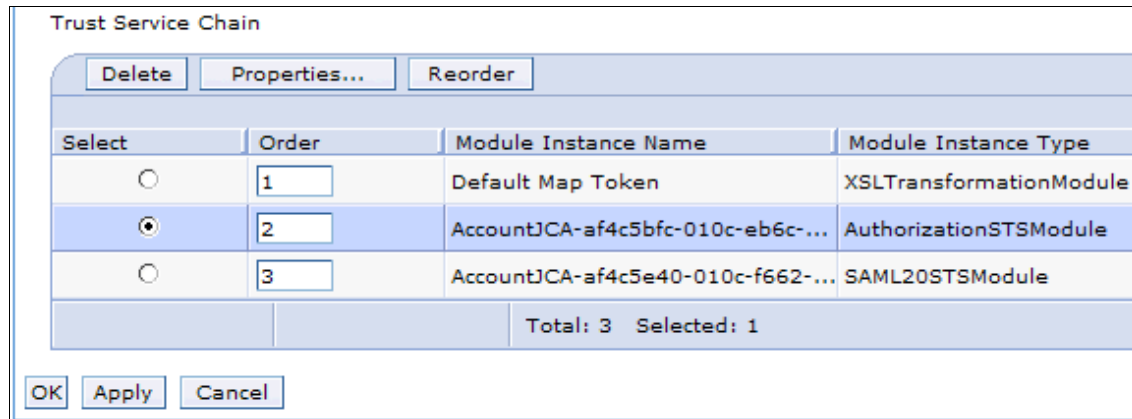 Trust Service Chain
Delete Properties... Reorder
Select Order Module Instance Name Module Instance Type
1 Default Map Token XSLTransformationModule
2 AccountJCA-af4c5bfc-010c-eb6c-... AuthorizationSTSModule
3 AccountJCA-af4c5e40-010c-f662-... SAML20STSModule
Total: 3 Selected: 1
OK Apply Cancel